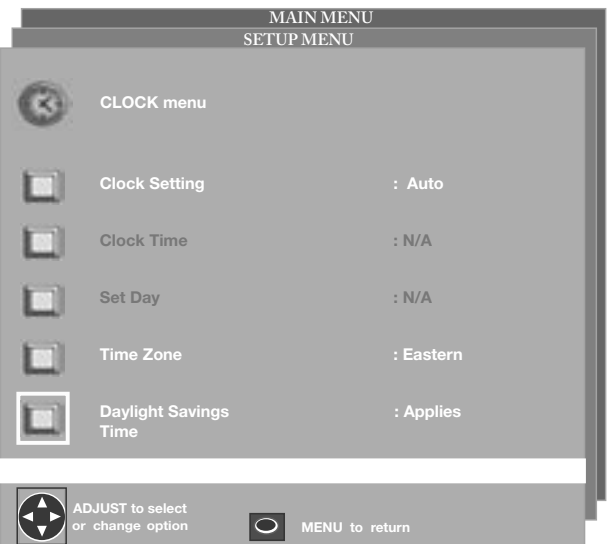 MAIN MENU
SETUP MENU
CLOCK menu
Clock Setting : Auto
Clock Time : N/A
Set Day : N/A
Time Zone : Eastern
Daylight Savings : Applies
Time
ADJUST to select
or change option
MENU to return